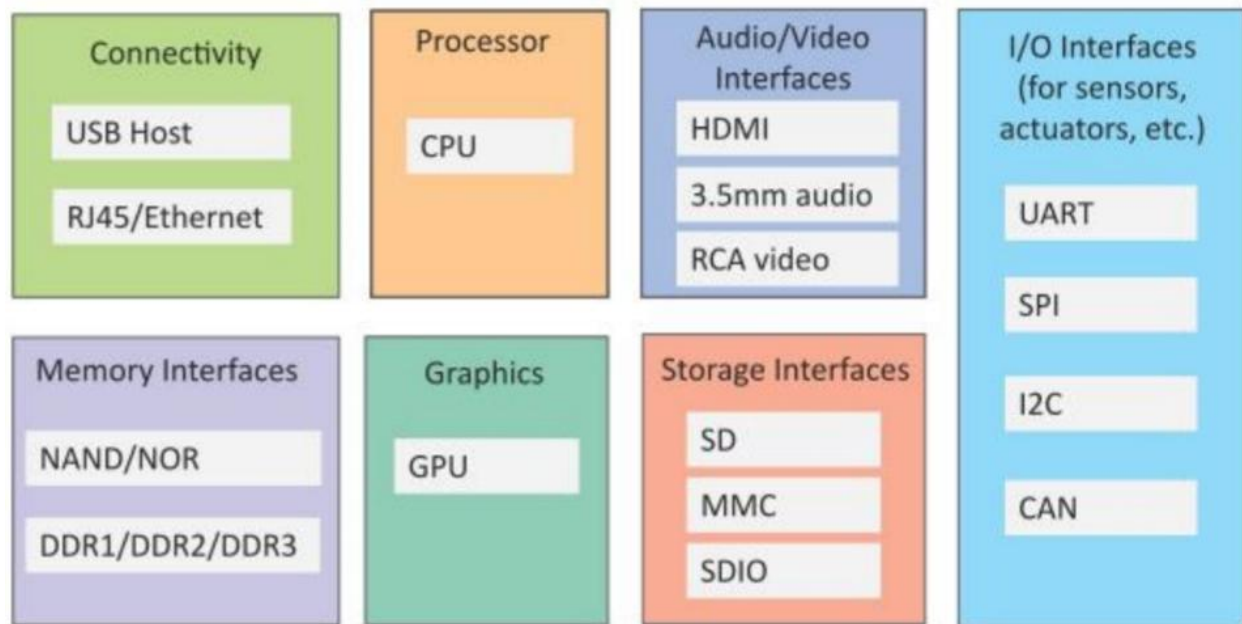 Connectivity
USB Host
RJ45/Ethernet
Processor
CPU
Audio/Video
Interfaces
HDMI
3.5mm audio
RCA video
I/O Interfaces
(for sensors,
actuators, etc.)
UART
SPI
I2C
CAN
Memory Interfaces
NAND/NOR
DDR1/DDR2/DDR3
Graphics
GPU
Storage Interfaces
SD
MMC
SDIO